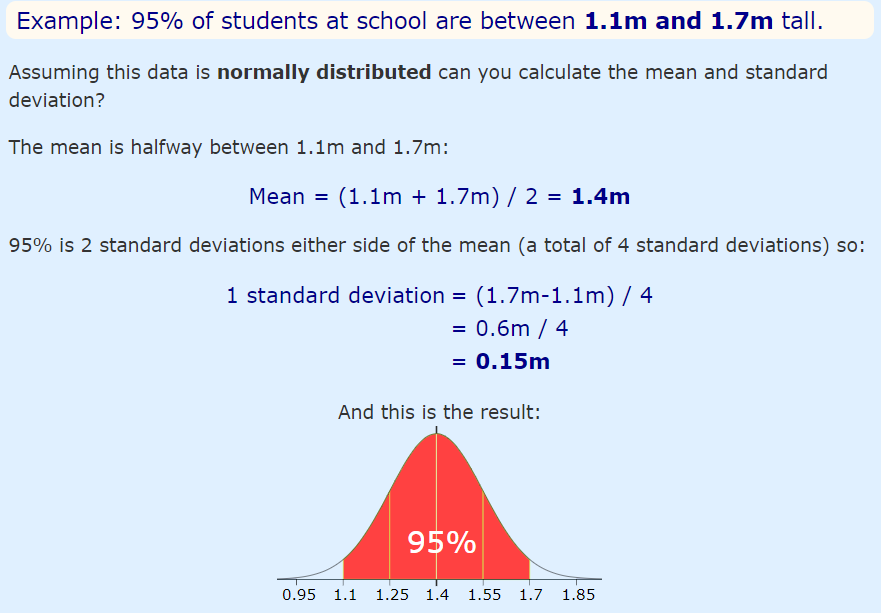 Example: 95% of students at school are between 1.1m and 1.7m tall.
Assuming this data is normally distributed can you calculate the mean and standard
deviation?
The mean is halfway between 1.1m and 1.7m:
Mean = (1.1m + 1.7m) / 2 = 1.4m
95% is 2 standard deviations either side of the mean (a total of 4 standard deviations) so:
1 standard deviation = (1.7m-1.1m) / 4
= 0.6m / 4
= 0.15m
And this is the result:
95%
0.95 1.1 1.25 1.4 1.55 1.7 1.85